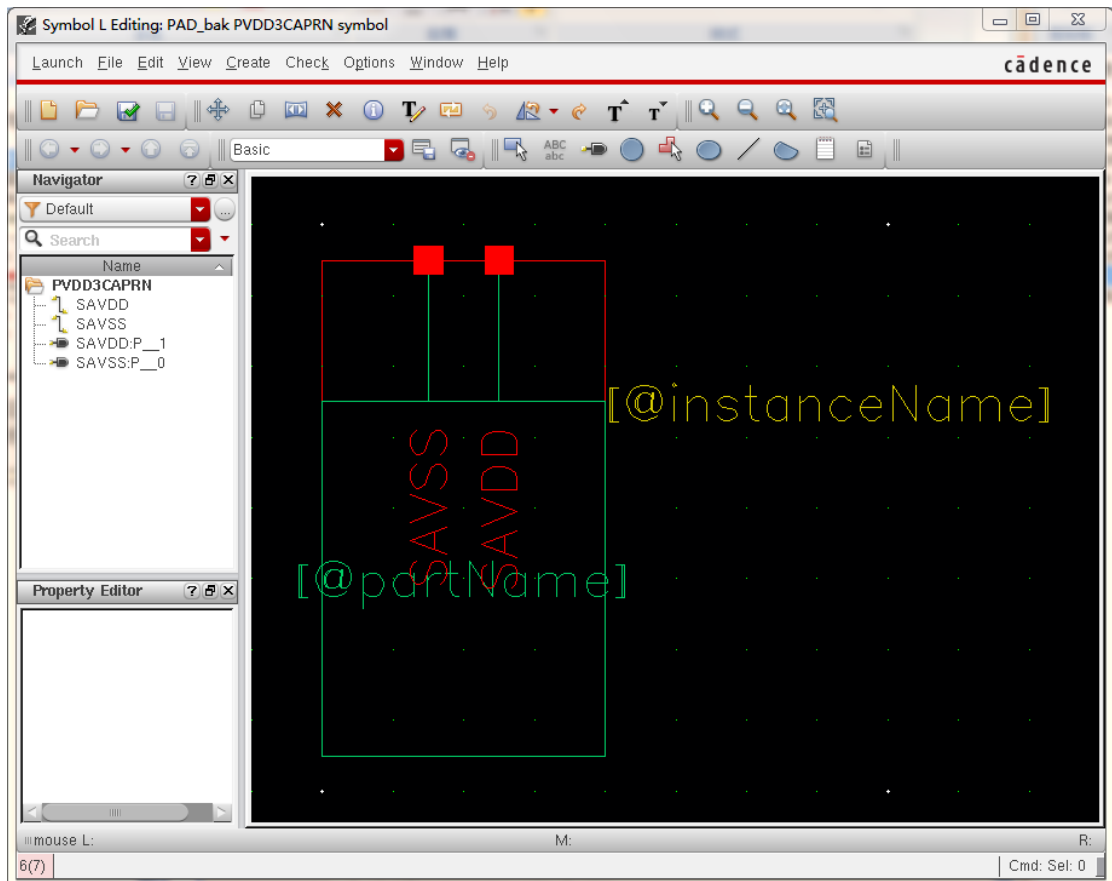 Symbol L Editing: PAD_bak PVDD3CAPRN symbol
Launch File Edit View Create Check Options Window Help
cādence
Basic
ABC
abc
Navigator
Default
Search
Name
PVDD3CAPRN
SAVDD
SAVSS
SAVDD:P__1
SAVSS:P__0
Property Editor
[@instanceName]
SAVSS
SAVDD
[@partName]
mouse L:
M:
R:
6(7)
Cmd: Sel: 0